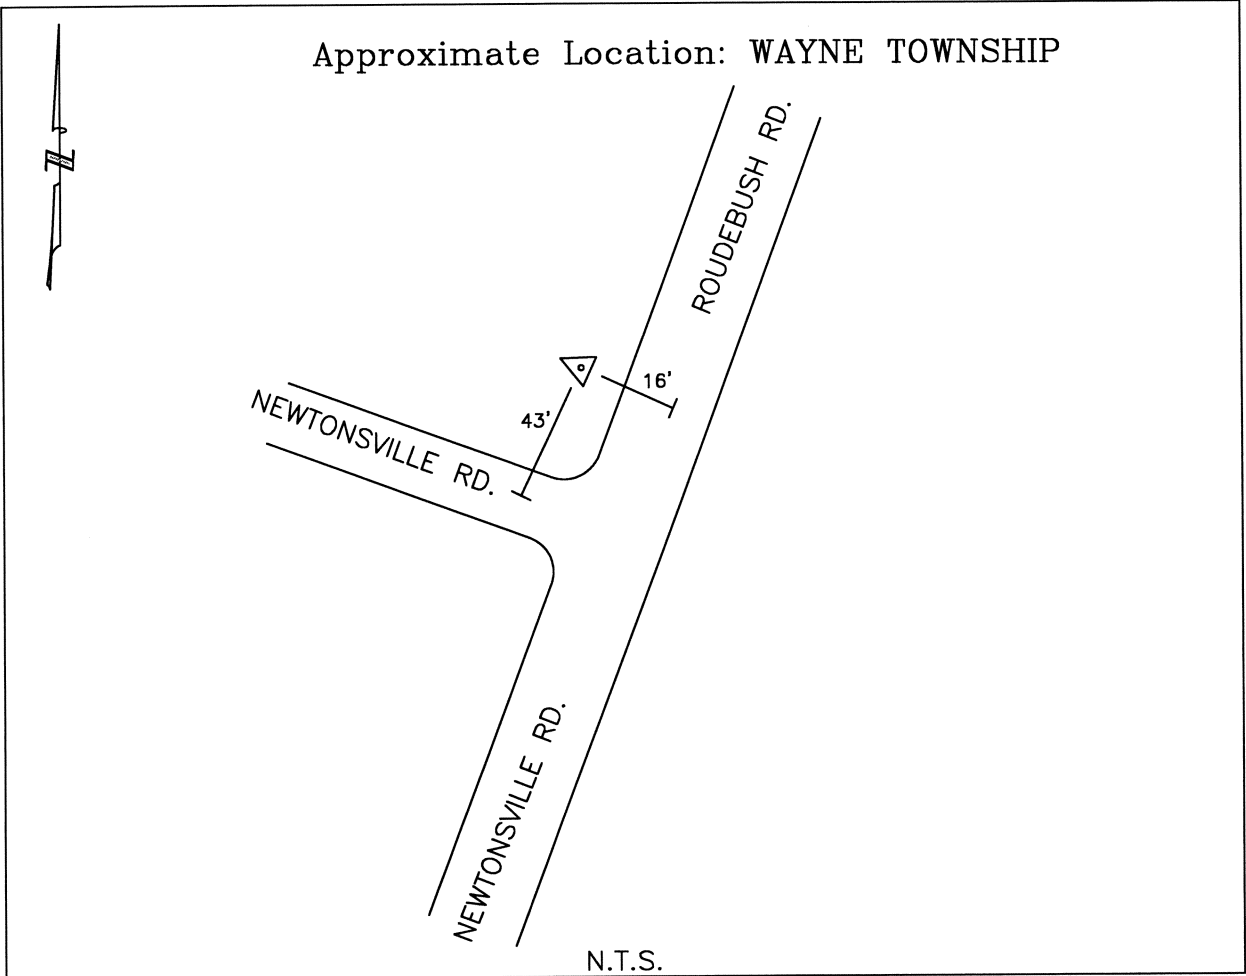 Approximate Location: WAYNE TOWNSHIP
N
ROUDEBUSH RD.
16'
43'
NEWTONSVILLE RD.
NEWTONSVILLE RD.
N.T.S.